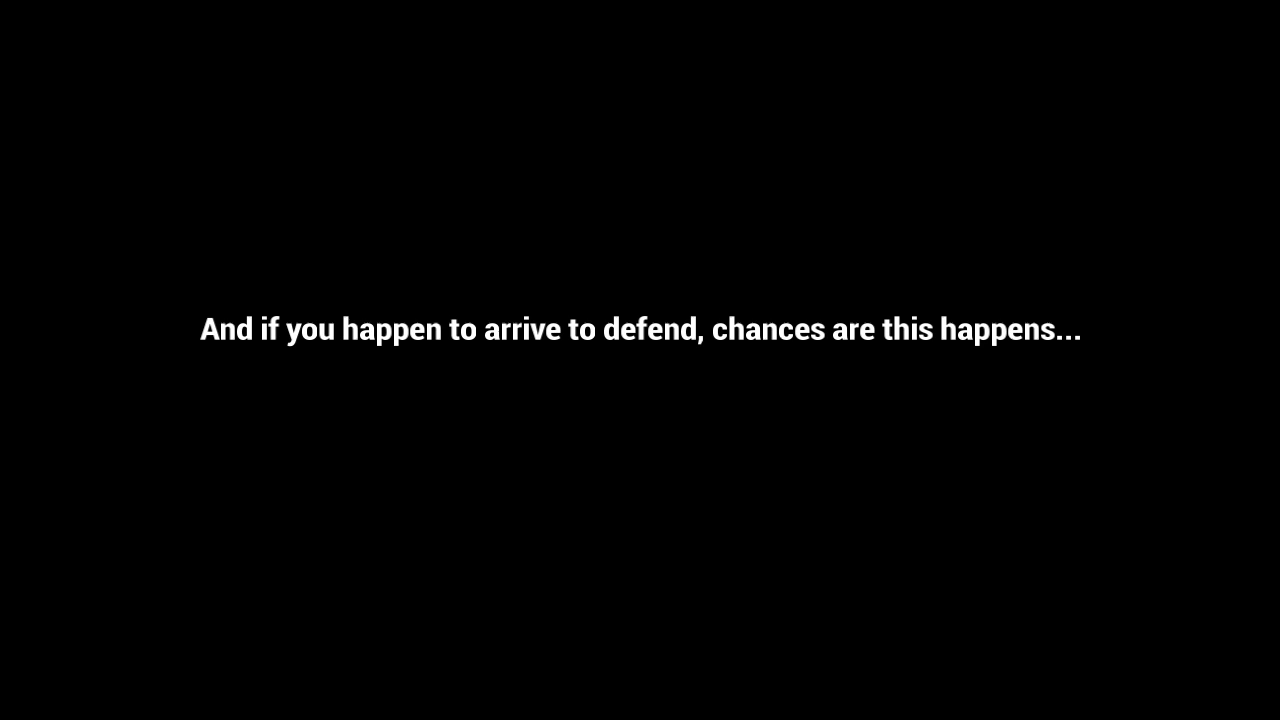 And if you happen to arrive to defend, chances are this happens...